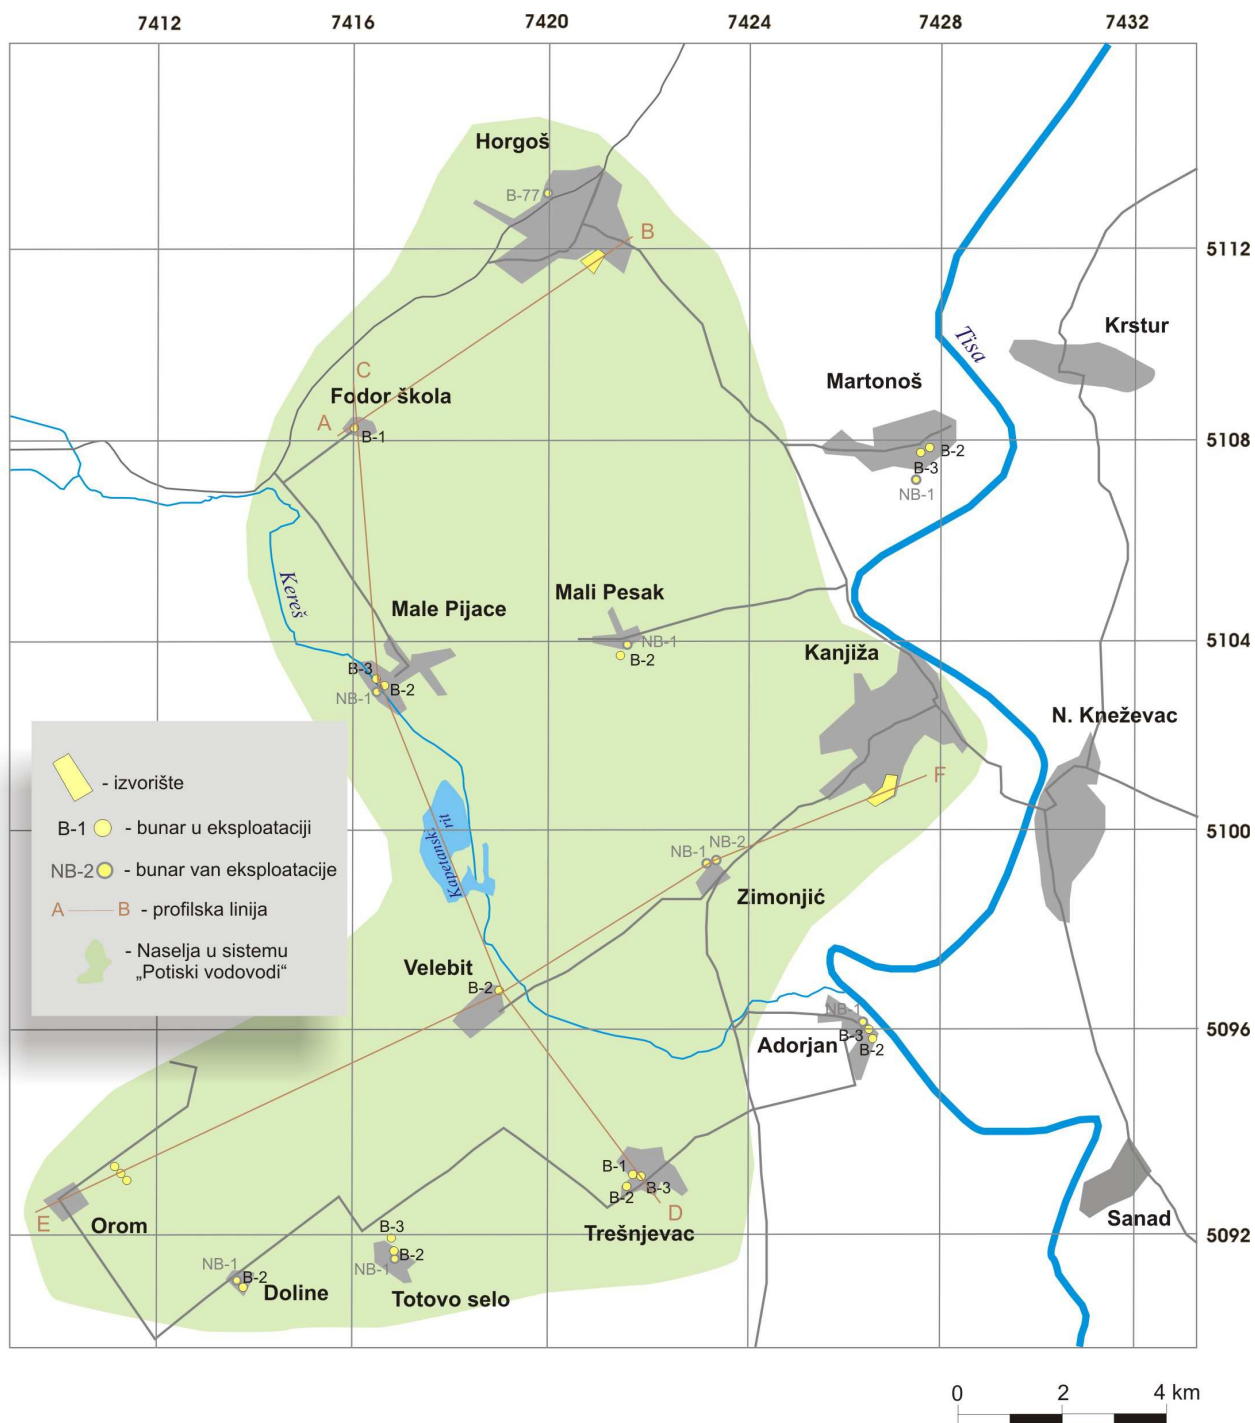 7412 7416 7420 7424 7428 7432
Horgoš
B-77
B
5112
Tisa
Krstur
C
Martonoš
Fodor škola
A
B-1
5108
B-2
B-3
NB-1
Kereš
Mali Pesak
Male Pijace
NB-1
5104
B-2
Kanjiža
B-3
B-2
NB-1
N. Kneževac
F
- izvorište
B-1 - bunar u eksploataciji
NB-2 - bunar van eksploatacije
A B - profilska linija
- Naselja u sistemu
„Potiski vodovodi“
Kapetansk.
rit
5100
NB-1 NB-2
Zimonjić
Velebit
B-2
NB-1
5096
B-3
Adorjan
B-2
B-1
B-3
B-2
E
Orom
D
Sanad
Trešnjevac
B-3
5092
B-2
NB-1
NB-1
B-2
Doline
Totovo selo
0 2 4 km